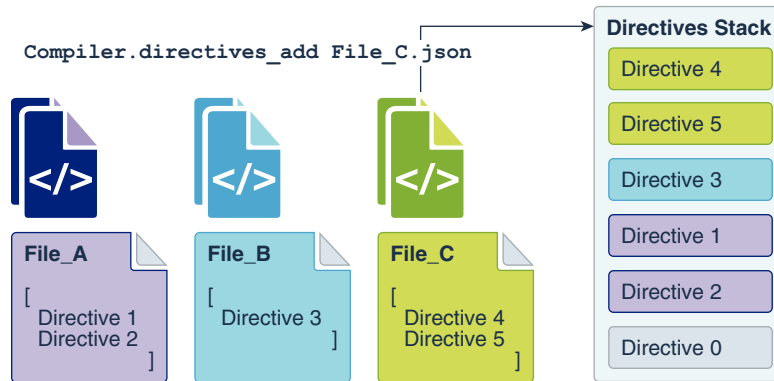 Compiler.directives_add File_C.json
</>
</>
</>
File_A
[
Directive 1
Directive 2
]
File_B
[
Directive 3
]
File_C
[
Directive 4
Directive 5
]
Directives Stack
Directive 4
Directive 5
Directive 3
Directive 1
Directive 2
Directive 0